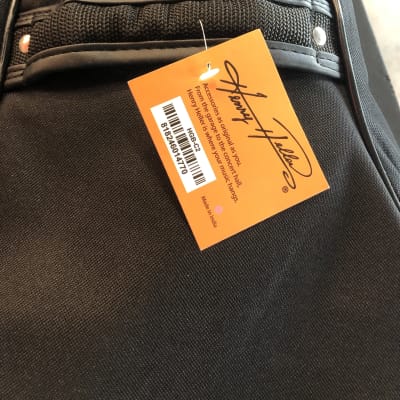 Henry Heller®
Accessories as original as you.
From the garage to the concert hall,
Henry Heller is where your music hangs.
HGB-C2
818246014770
Made in India